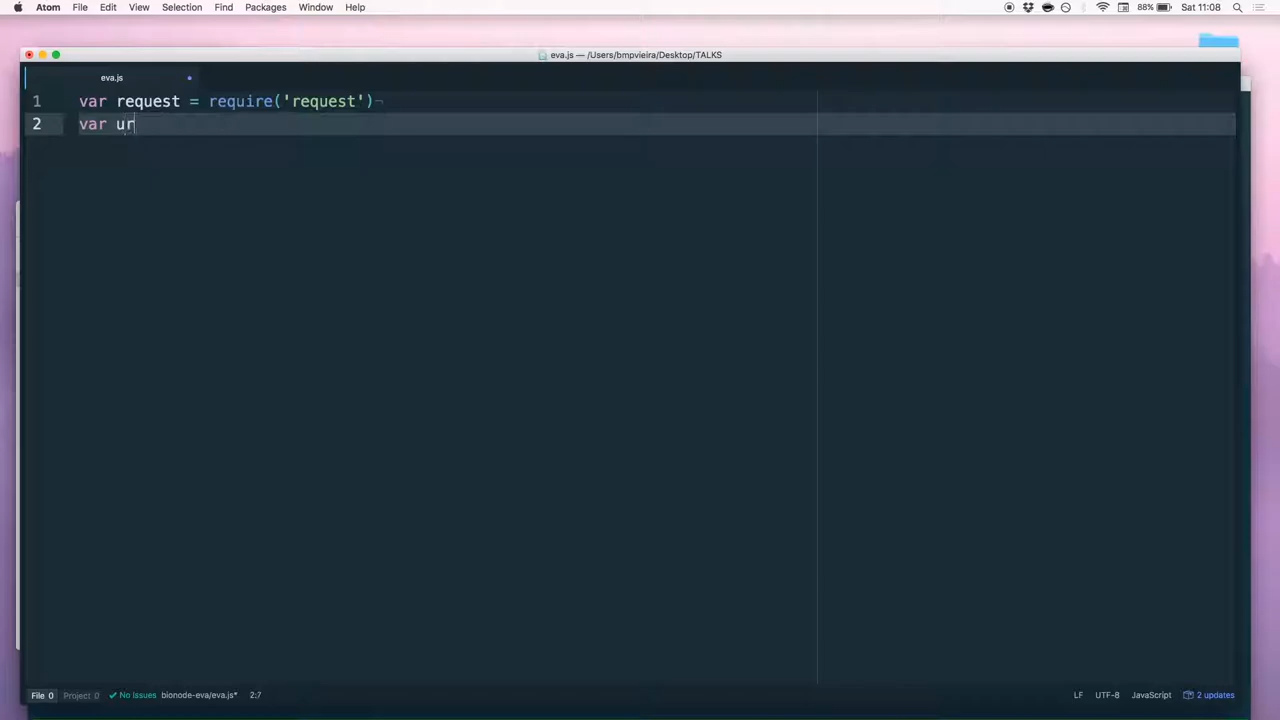 Atom File Edit View Selection Find Packages Window Help 88% Sat 11:08
eva.js — /Users/bmpvieira/Desktop/TALKS
eva.js
1 var request = require('request')¬
2 var ur
File 0 Project 0 No Issues bionode-eva/eva.js* 2:7 LF UTF-8 JavaScript 2 updates